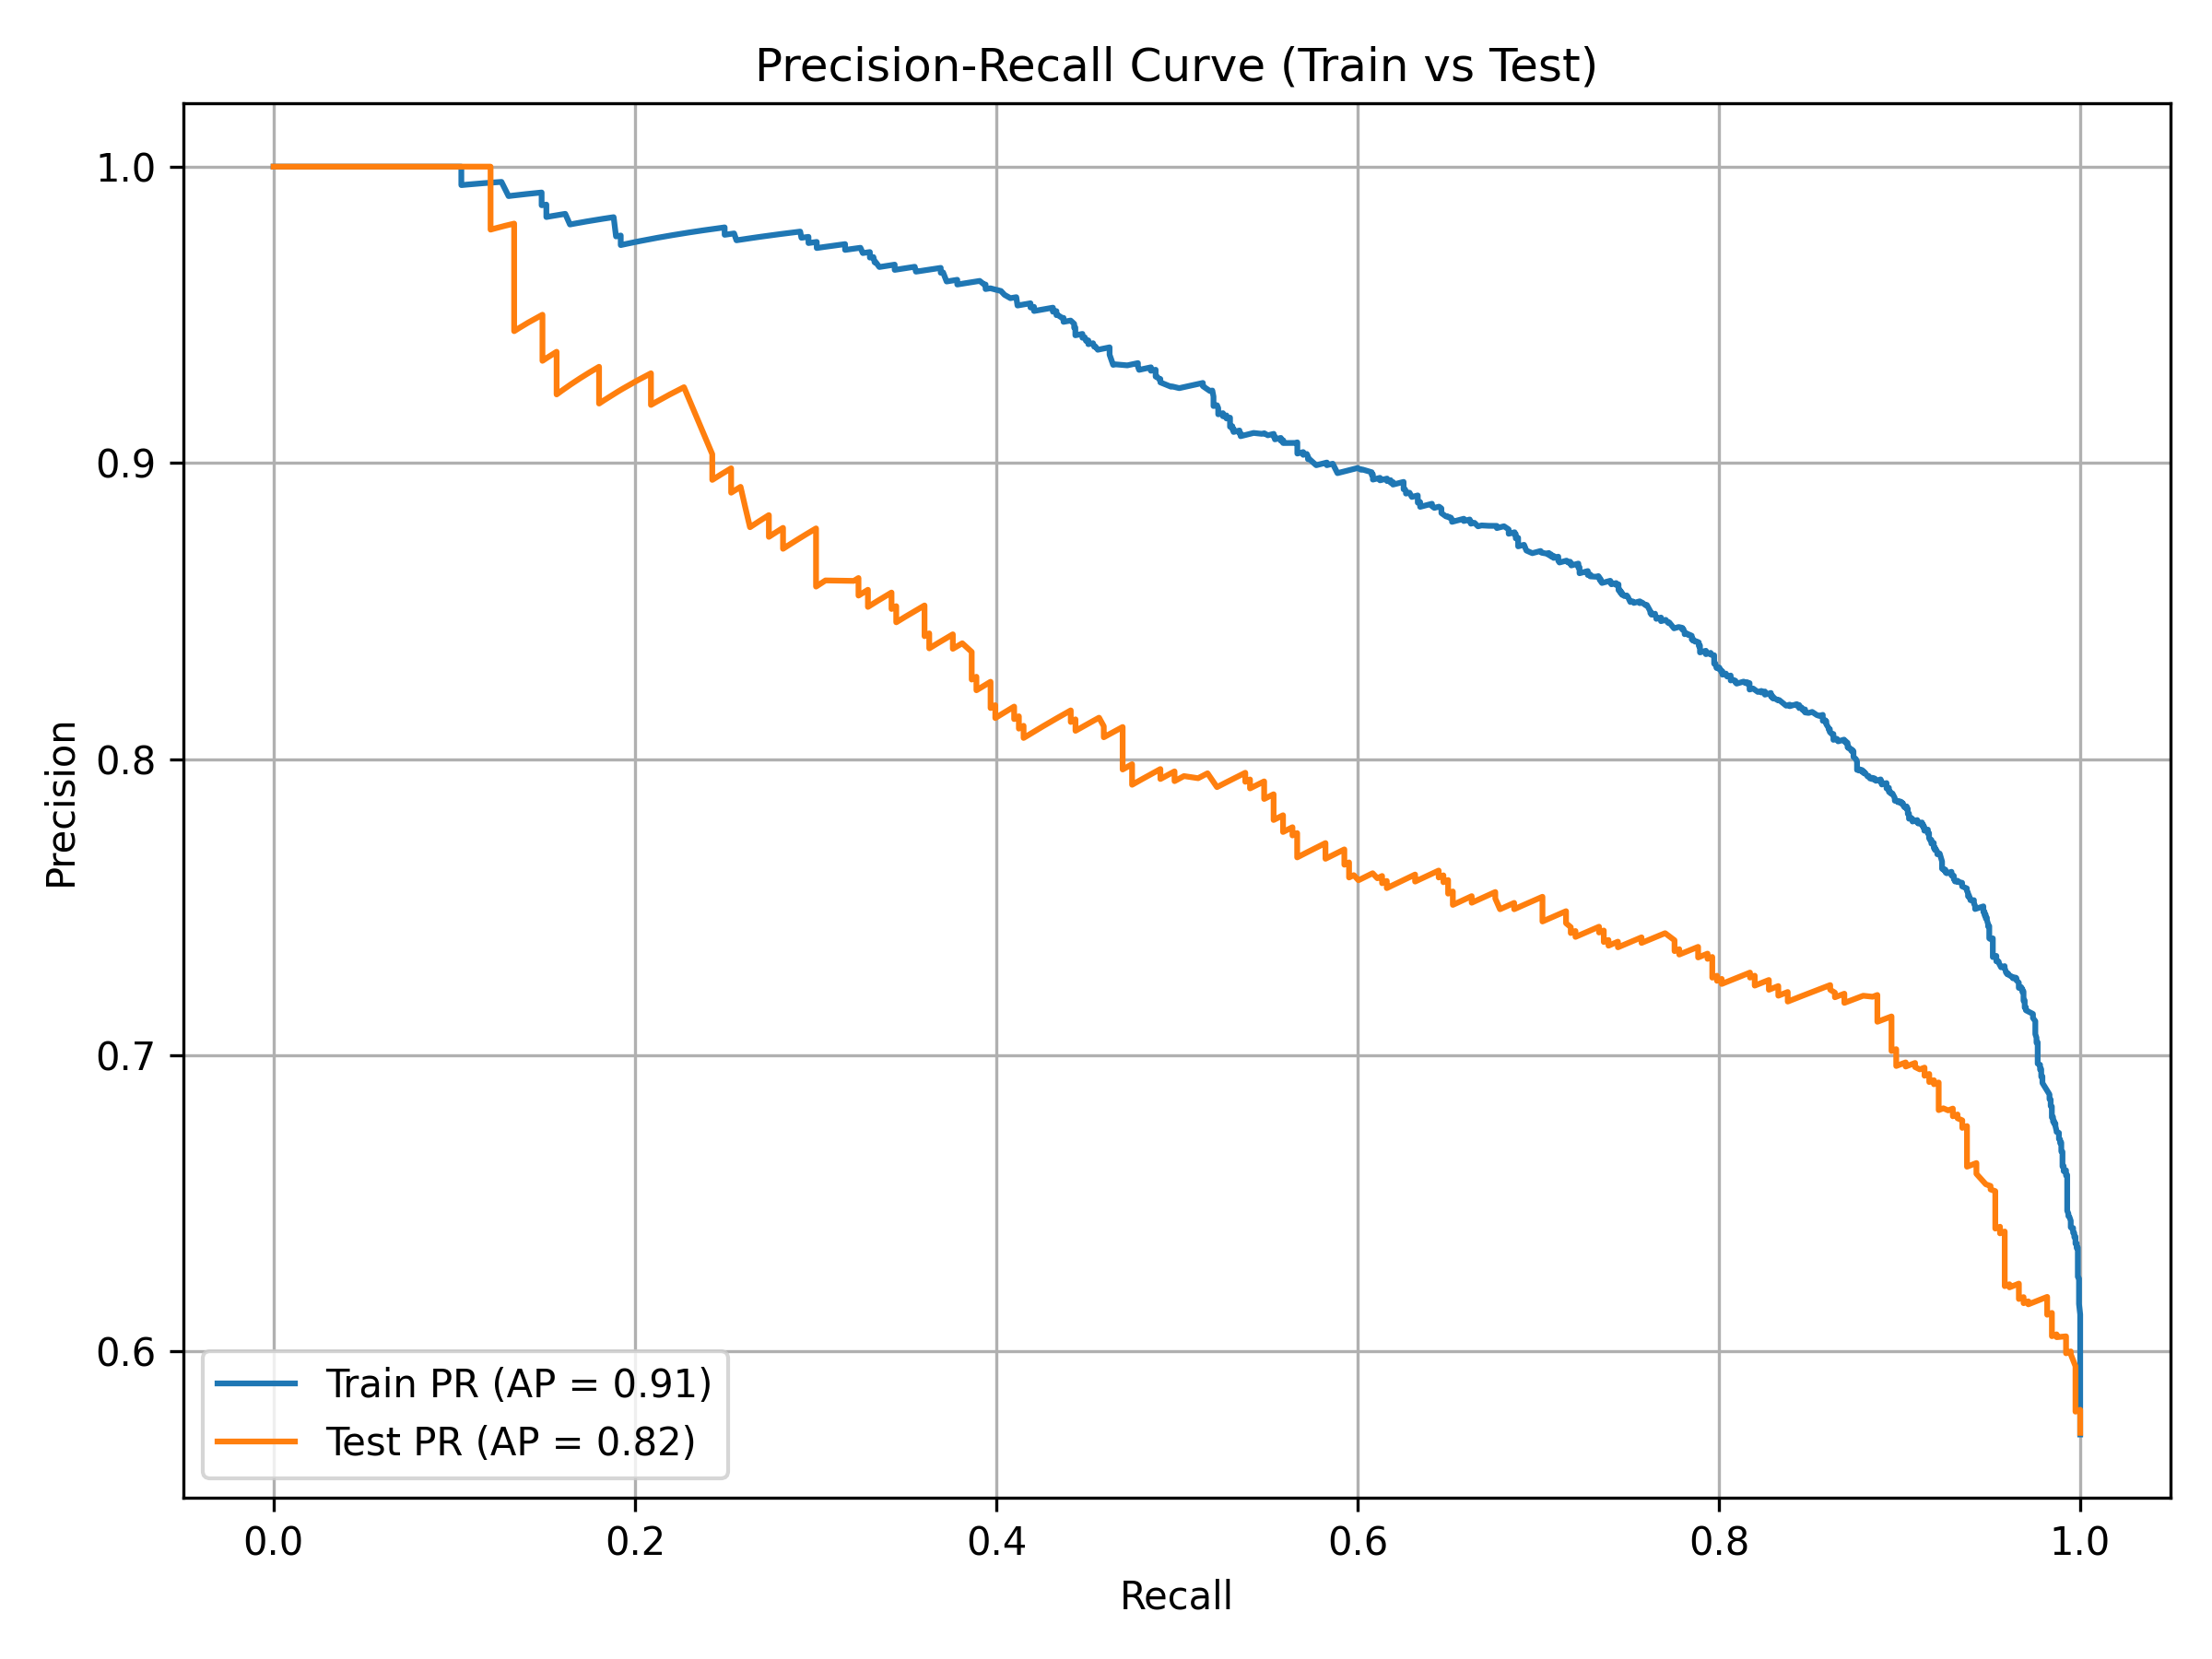 Precision-Recall Curve (Train vs Test)
1.0
0.9
0.8
0.7
0.6
Precision
Train PR (AP = 0.91)
Test PR (AP = 0.82)
0.0 0.2 0.4 0.6 0.8 1.0
Recall